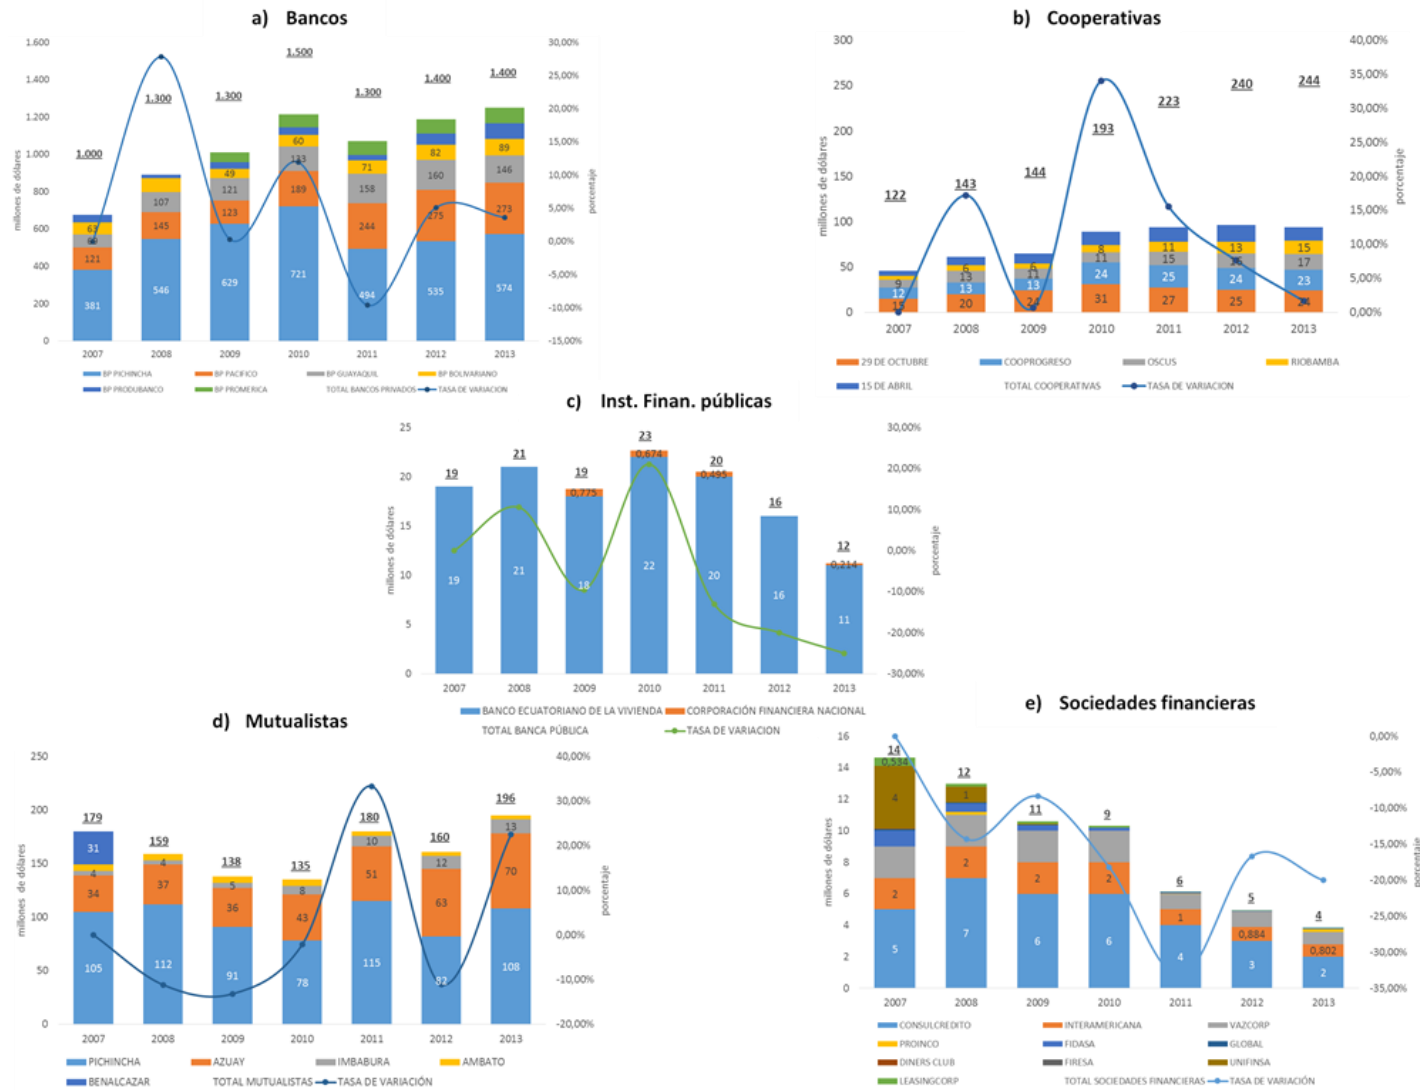 a) Bancos
1.600
1.400
1.200
1.000
800
600
400
200
0
millones de dólares
30,00%
25,00%
20,00%
15,00%
10,00%
5,00%
0,00%
-5,00%
-10,00%
-15,00%
porcentaje
1.000 1.300 1.300 1.500 1.300 1.400 1.400
63 49 60 71 82 89
69 107 121 133 158 160 146
121 145 123 189 244 275 273
381 546 629 721 494 535 574
2007 2008 2009 2010 2011 2012 2013
BP PICHINCHA BP PACIFICO BP GUAYAQUIL BP BOLIVARIANO
BP PRODUBANCO BP PROMERICA TOTAL BANCOS PRIVADOS TASA DE VARIACION
b) Cooperativas
300
250
200
150
100
50
0
millones de dólares
40,00%
35,00%
30,00%
25,00%
20,00%
15,00%
10,00%
5,00%
0,00%
porcentaje
122 143 144 193 223 240 244
6 6 8 11 13 15
9 13 11 11 15 16 17
12 13 13 24 25 24 23
15 20 24 31 27 25 24
2007 2008 2009 2010 2011 2012 2013
29 DE OCTUBRE COOPROGRESO OSCUS RIOBAMBA
15 DE ABRIL TOTAL COOPERATIVAS TASA DE VARIACION
c) Inst. Finan. públicas
25
20
15
10
5
0
millones de dólares
30,00%
20,00%
10,00%
0,00%
-10,00%
-20,00%
-30,00%
porcentaje
19 21 19 23 20 16 12
0,775 0,674 0,495 0,214
19 21 18 22 20 16 11
2007 2008 2009 2010 2011 2012 2013
BANCO ECUATORIANO DE LA VIVIENDA CORPORACIÓN FINANCIERA NACIONAL
TOTAL BANCA PÚBLICA TASA DE VARIACION
d) Mutualistas
250
200
150
100
50
0
millones de dólares
40,00%
30,00%
20,00%
10,00%
0,00%
-10,00%
-20,00%
porcentaje
179 159 138 135 180 160 196
31
4 4 5 8 10 12 13
34 37 36 43 51 63 70
105 112 91 78 115 82 108
2007 2008 2009 2010 2011 2012 2013
PICHINCHA AZUAY IMBABURA AMBATO
BENALCAZAR TOTAL MUTUALISTAS TASA DE VARIACIÓN
e) Sociedades financieras
16
14
12
10
8
6
4
2
0
millones de dólares
0,00%
-5,00%
-10,00%
-15,00%
-20,00%
-25,00%
-30,00%
-35,00%
porcentaje
14 12 11 9 6 5 4
0,534
4 1
2 2 2 2 1 0,884 0,802
5 7 6 6 4 3 2
2007 2008 2009 2010 2011 2012 2013
CONSULCREDITO INTERAMERICANA VAZCORP
PROINCO FIDASA GLOBAL
DINERS CLUB FIRESA UNIFINSA
LEASINGCORP TOTAL SOCIEDADES FINANCIERAS TASA DE VARIACIÓN